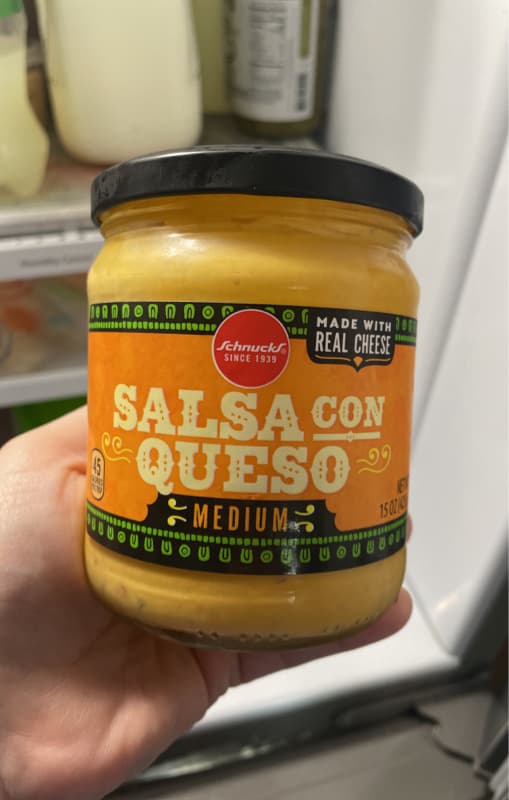 Schnucks®
SINCE 1939
MADE WITH
REAL CHEESE
SALSA CON
QUESO
45
MEDIUM
15 OZ